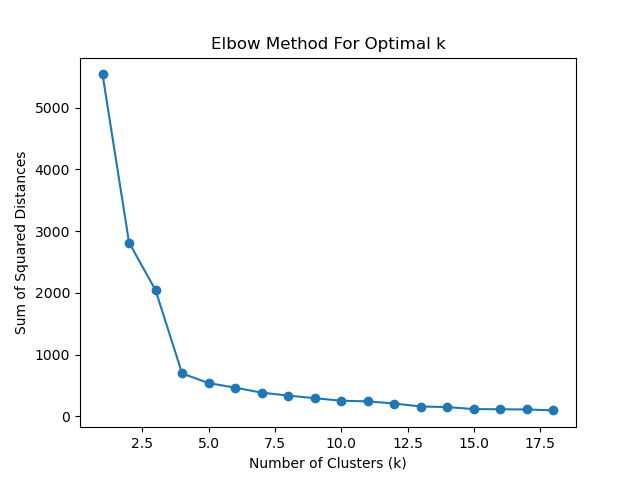 Elbow Method For Optimal k
5000
4000
3000
2000
1000
0
Sum of Squared Distances
2.5 5.0 7.5 10.0 12.5 15.0 17.5
Number of Clusters (k)